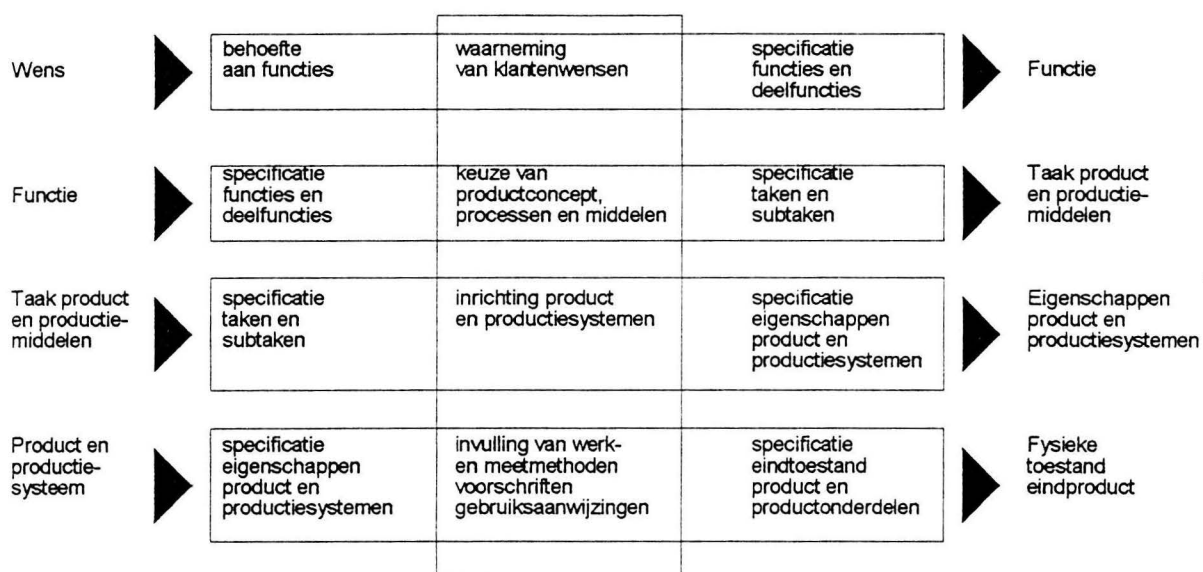 Wens
behoefte
aan functies
waarneming
van klantenwensen
specificatie
functies en
deelfuncties
Functie
Functie
specificatie
functies en
deelfuncties
keuze van
productconcept,
processen en middelen
specificatie
taken en
subtaken
Taak product
en productie-
middelen
Taak product
en productie-
middelen
specificatie
taken en
subtaken
inrichting product
en productiesystemen
specificatie
eigenschappen
product en
productiesystemen
Eigenschappen
product en
productiesystemen
Product en
productie-
systeem
specificatie
eigenschappen
product en
productiesystemen
invulling van werk-
en meetmethoden
voorschriften
gebruiksaanwijzingen
specificatie
eindtoestand
product en
productonderdelen
Fysieke
toestand
eindproduct